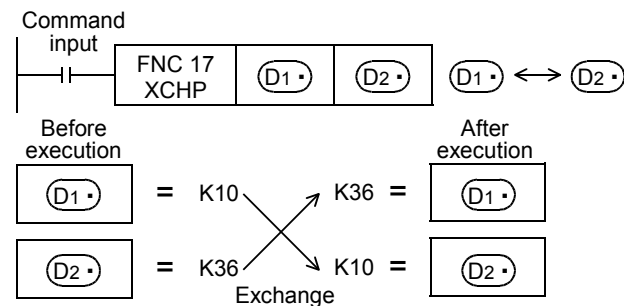 Command
input
FNC 17
XCHP
D1 · D2 · D1 · ↔ D2 ·
Before
execution
After
execution
D1 · = K10 K36 = D1 ·
D2 · = K36 K10 = D2 ·
Exchange